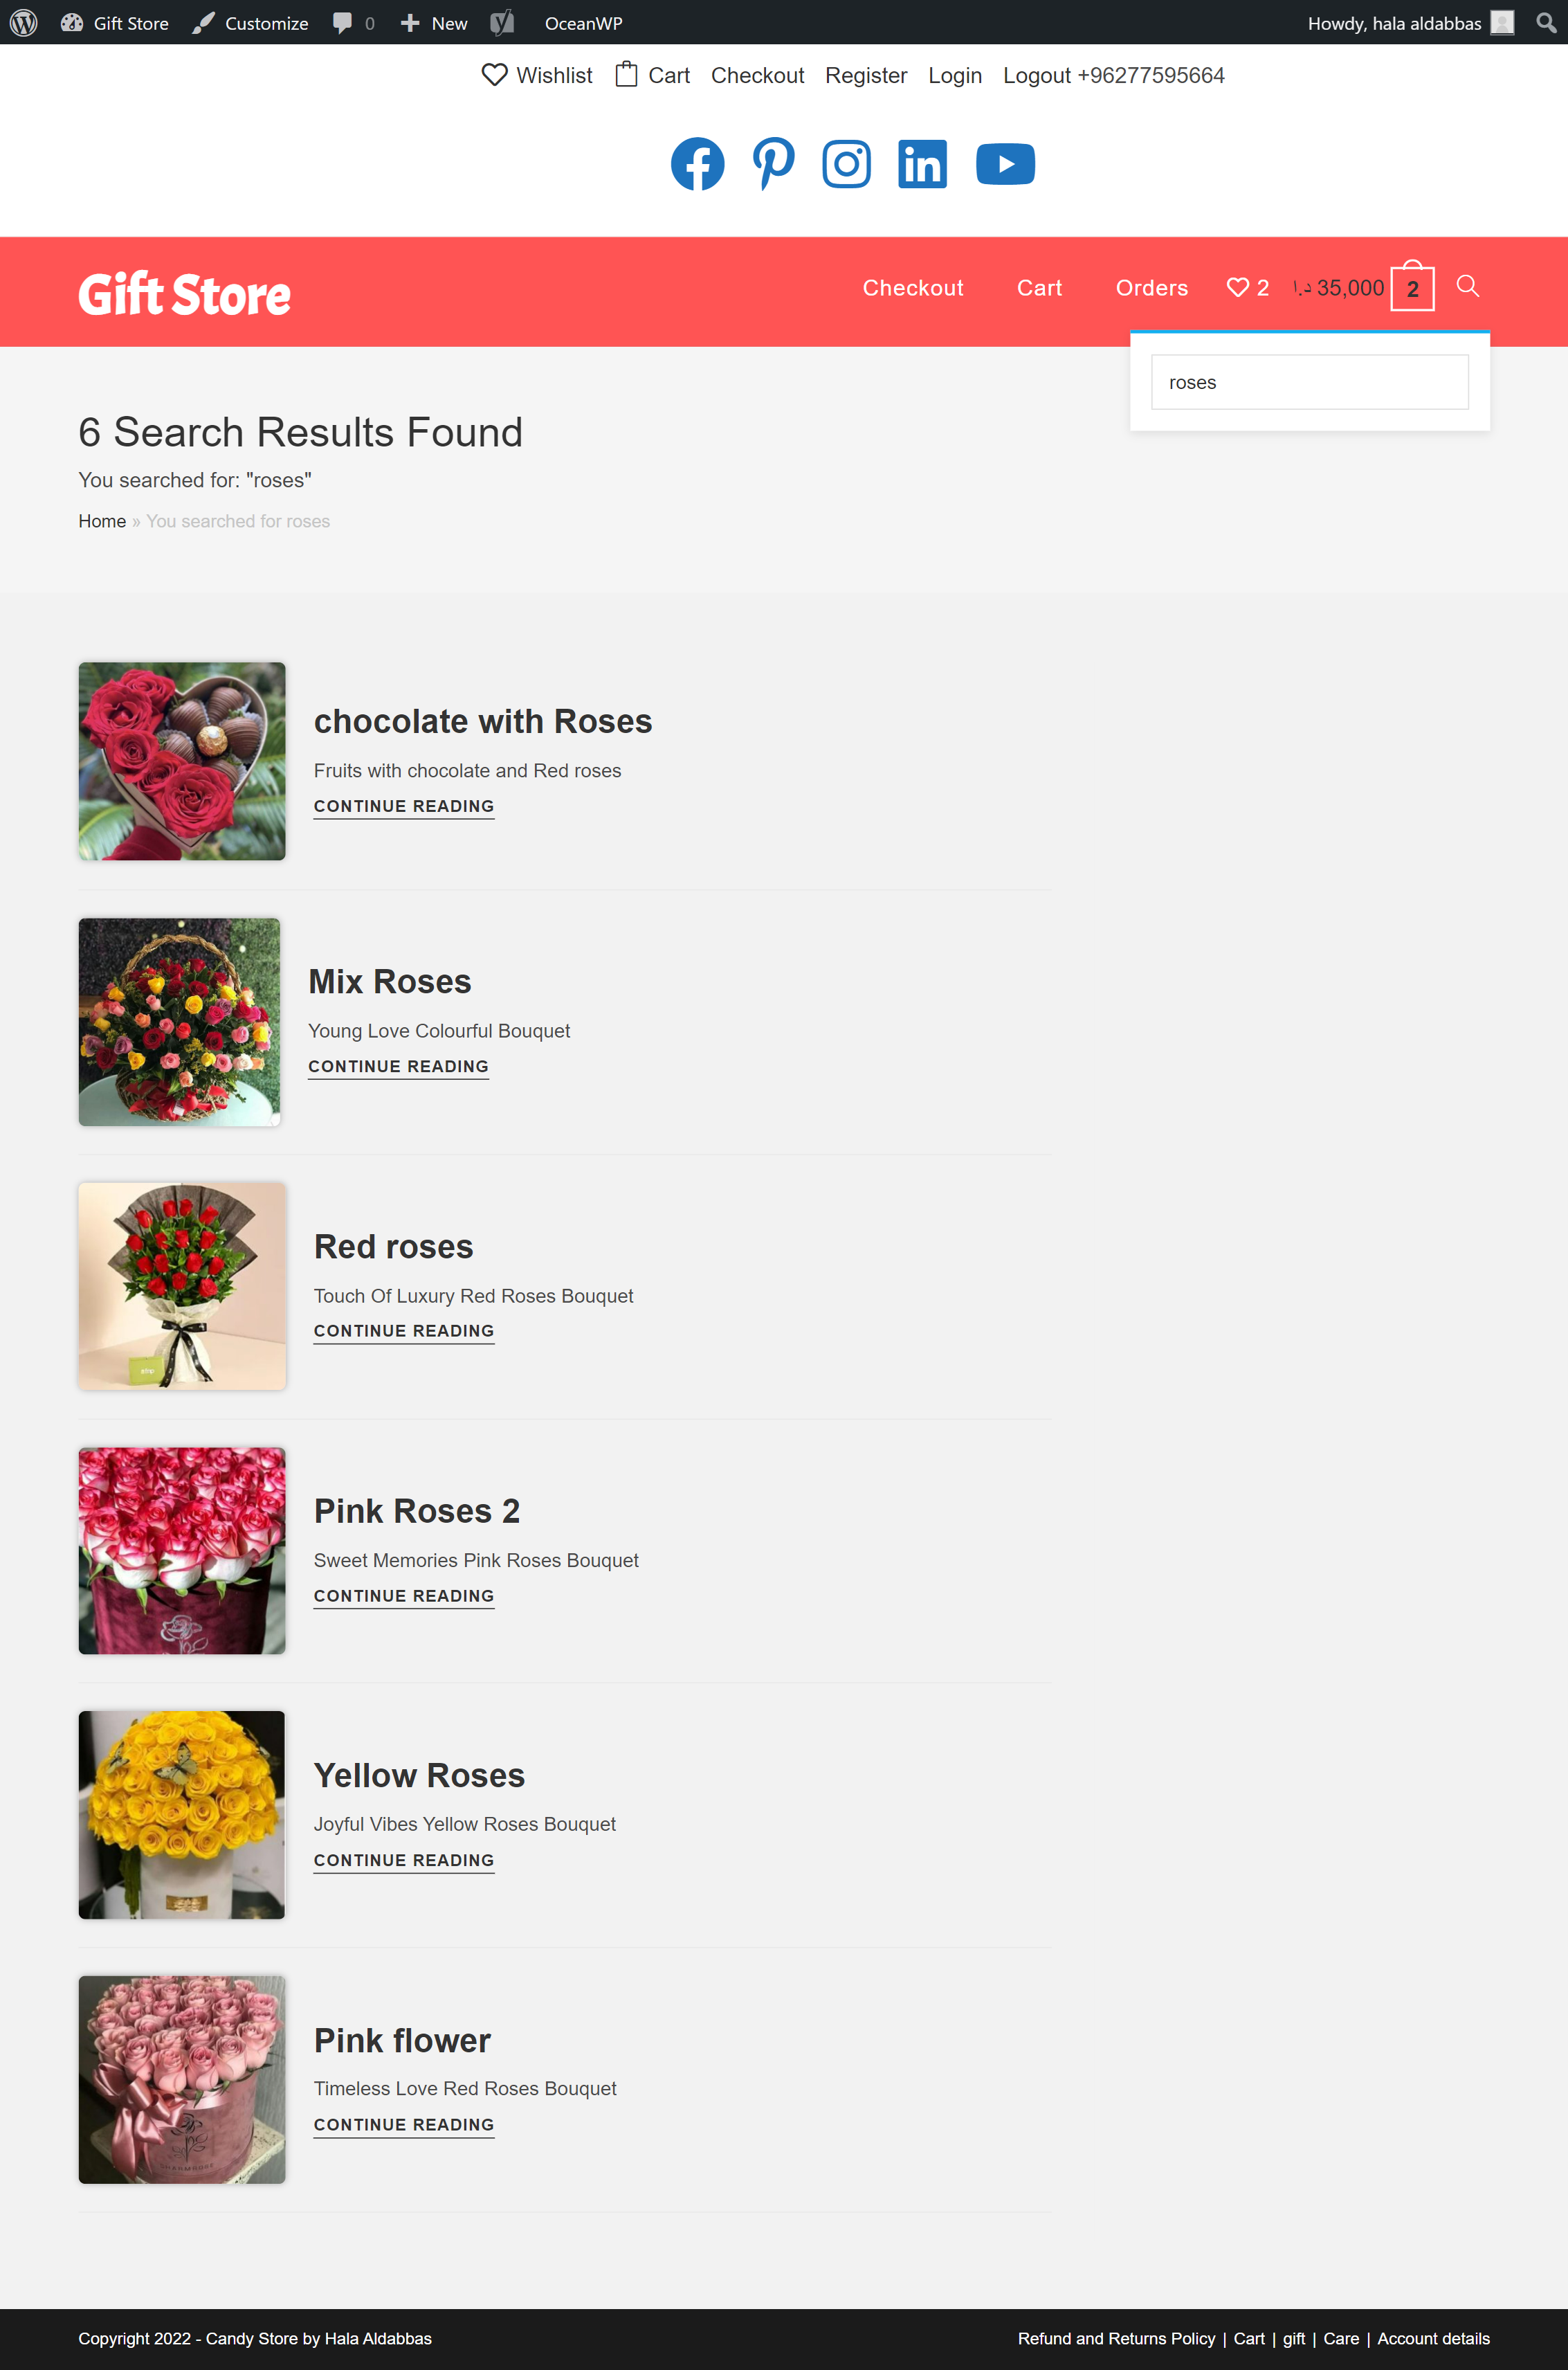 Gift Store Customize 0 New OceanWP Howdy, hala aldabbas
Wishlist Cart Checkout Register Login Logout +96277595664
Gift Store
Checkout Cart Orders 2 د.ا 35,000 2
roses
6 Search Results Found
You searched for: "roses"
Home » You searched for roses
chocolate with Roses
Fruits with chocolate and Red roses
CONTINUE READING
Mix Roses
Young Love Colourful Bouquet
CONTINUE READING
Red roses
Touch Of Luxury Red Roses Bouquet
CONTINUE READING
Pink Roses 2
Sweet Memories Pink Roses Bouquet
CONTINUE READING
Yellow Roses
Joyful Vibes Yellow Roses Bouquet
CONTINUE READING
Pink flower
Timeless Love Red Roses Bouquet
CONTINUE READING
Copyright 2022 - Candy Store by Hala Aldabbas
Refund and Returns Policy | Cart | gift | Care | Account details